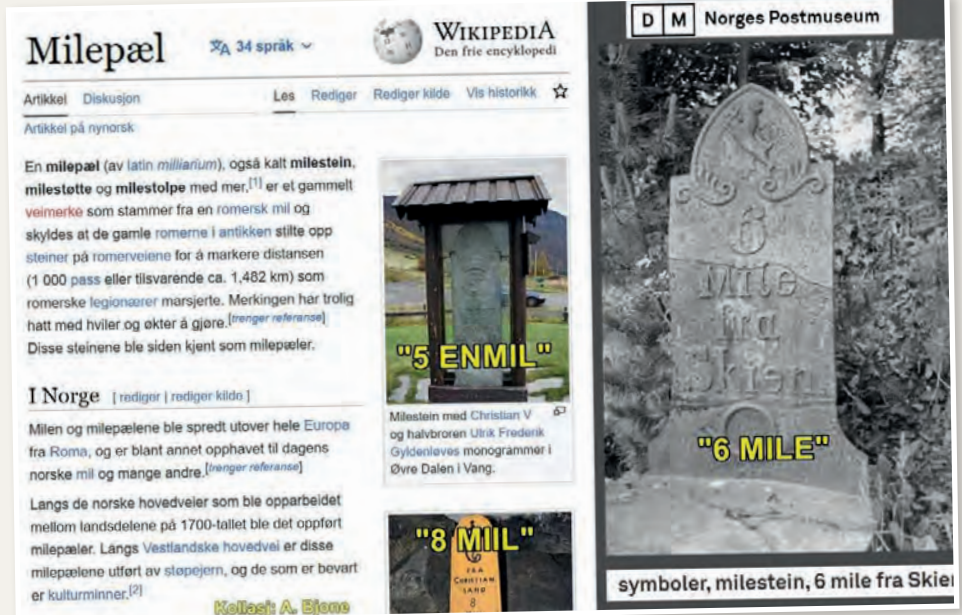 Milepæl
34 språk
WIKIPEDIA
Den frie encyklopedi
Artikkel Diskusjon Les Rediger Rediger kilde Vis historikk
Artikkel på nynorsk
En milepæl (av latin milliarium), også kalt milestein,
milestøtte og milestolpe med mer,[1] er et gammelt
veimerke som stammer fra en romersk mil og
skyldes at de gamle romerne i antikken stilte opp
steiner på romerveiene for å markere distansen
(1 000 pass eller tilsvarende ca. 1,482 km) som
romerske legionærer marsjerte. Merkingen har trolig
hatt med hviler og økter å gjøre.[trenger referanse]
Disse steinene ble siden kjent som milepæler.
I Norge [ rediger | rediger kilde ]
Milen og milepælene ble spredt utover hele Europa
fra Roma, og er blant annet opphavet til dagens
norske mil og mange andre.[trenger referanse]
Langs de norske hovedveier som ble opparbeidet
mellom landsdelene på 1700-tallet ble det oppført
milepæler. Langs Vestlandske hovedvei er disse
milepælene utført av støpejern, og de som er bevart
er kulturminner.[2]
Kollasj: A. Bjone
"5 ENMIL"
Milestein med Christian V
og halvbroren Ulrik Frederik
Gyldenløves monogrammer i
Øvre Dalen i Vang.
"8 MIIL"
FRA
CHRISTIAN
SAND
8
D M Norges Postmuseum
6
Mile
fra
Skien
"6 MILE"
symboler, milestein, 6 mile fra Skien